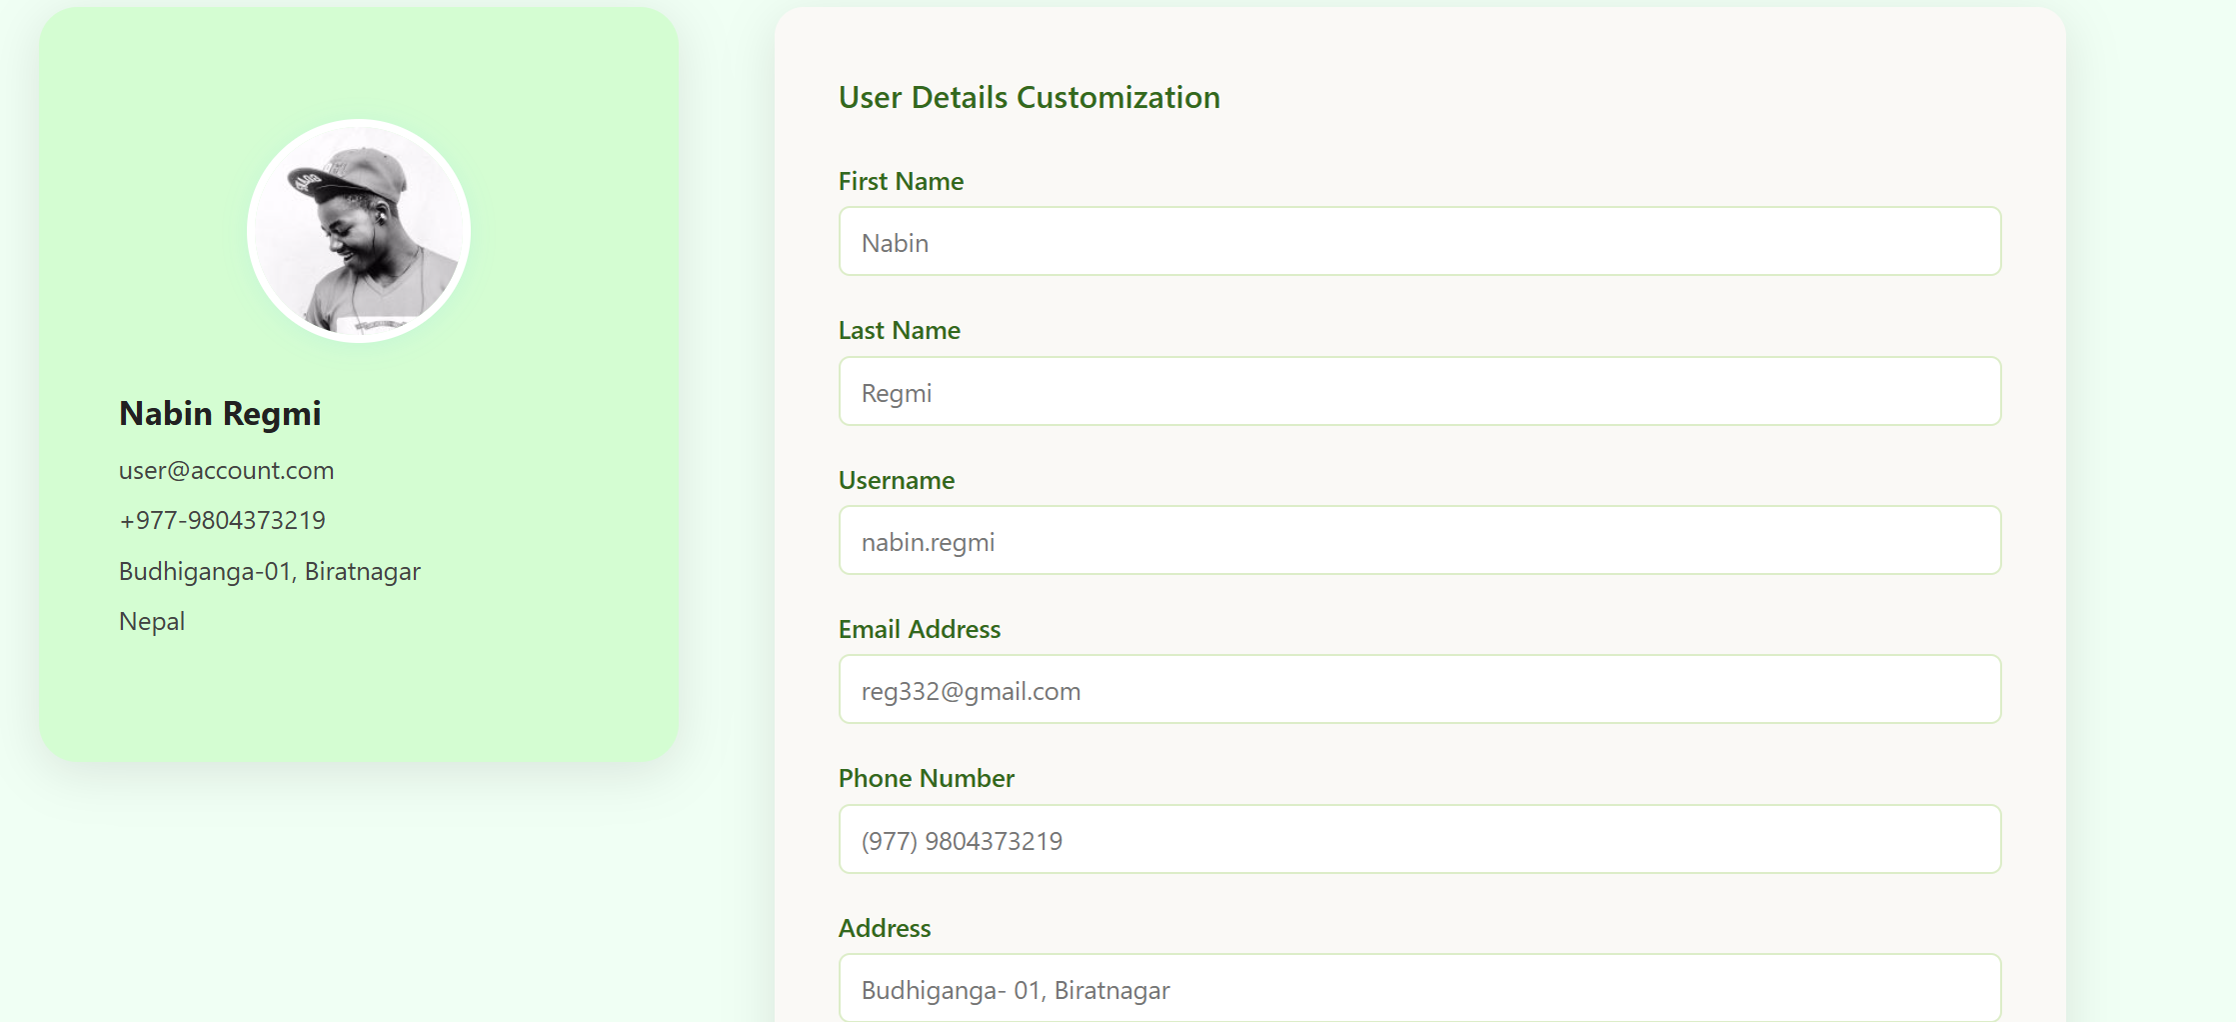 Nabin Regmi
user@account.com
+977-9804373219
Budhiganga-01, Biratnagar
Nepal
User Details Customization
First Name
Nabin
Last Name
Regmi
Username
nabin.regmi
Email Address
reg332@gmail.com
Phone Number
(977) 9804373219
Address
Budhiganga- 01, Biratnagar